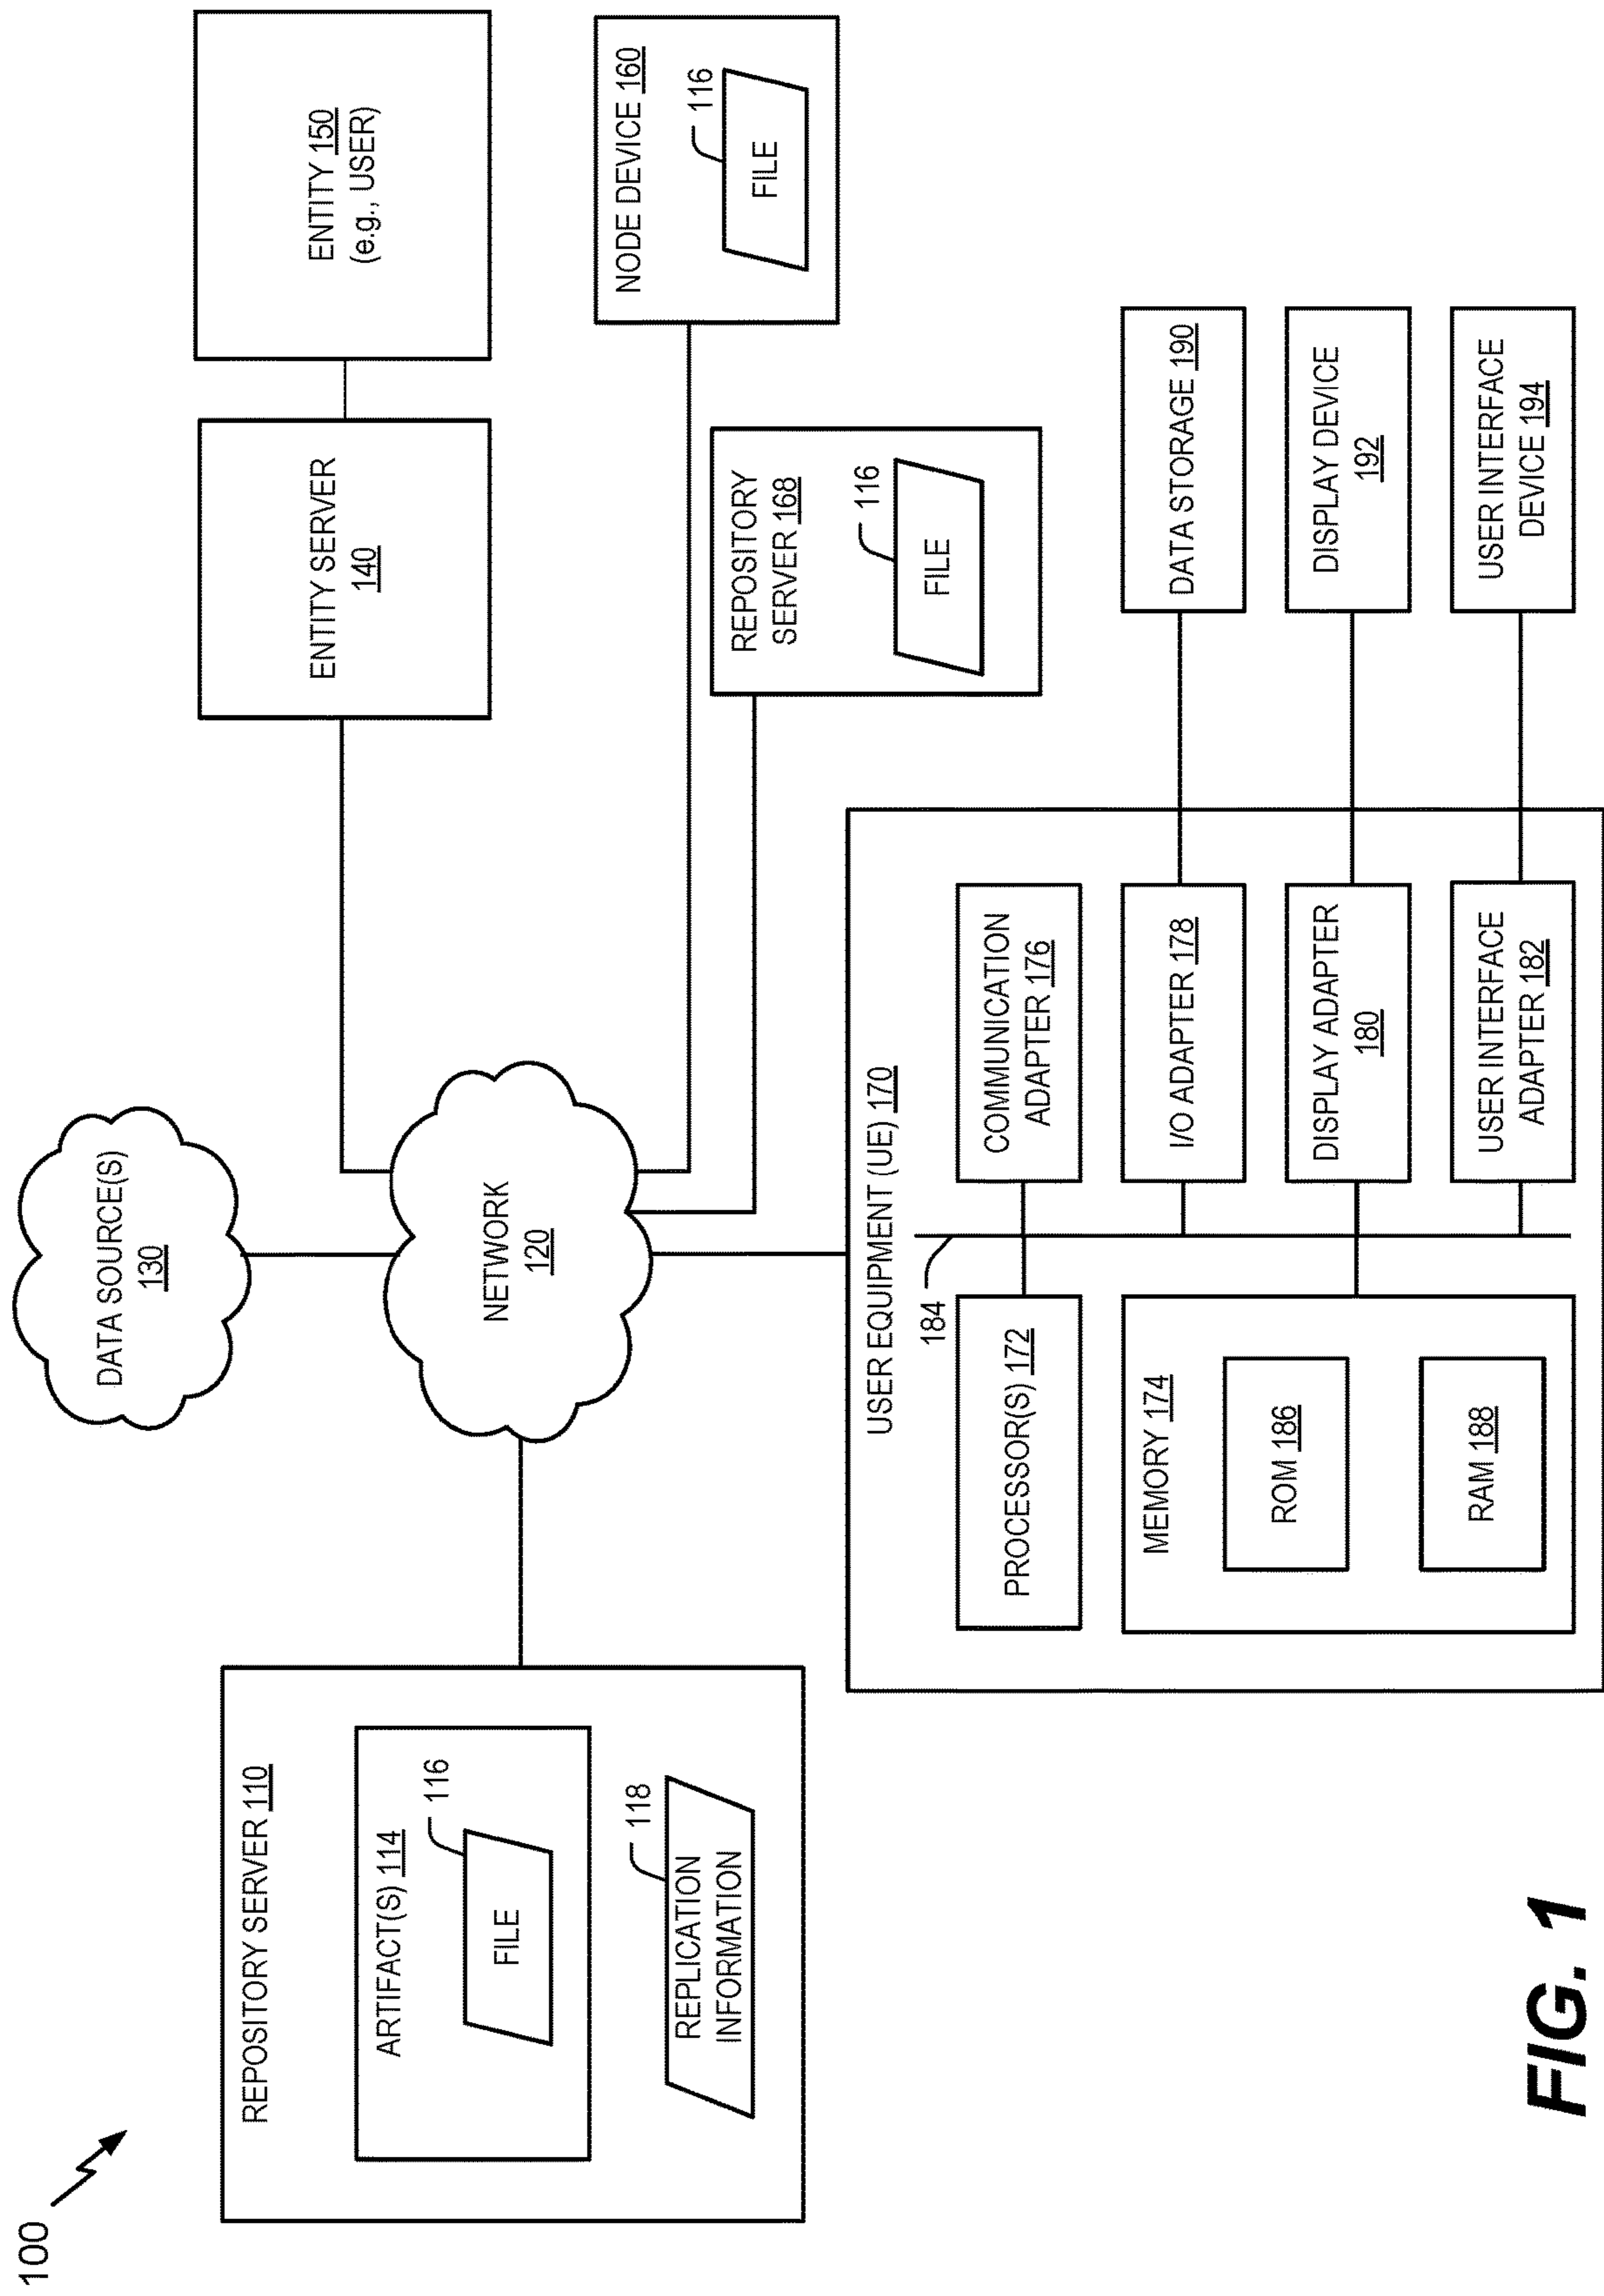 100
DATA SOURCE(S)
130
ENTITY SERVER
140
ENTITY 150
(e.g., USER)
REPOSITORY SERVER 110
ARTIFACT(S) 114
116
FILE
118
REPLICATION
INFORMATION
NETWORK
120
NODE DEVICE 160
116
FILE
REPOSITORY
SERVER 168
116
FILE
USER EQUIPMENT (UE) 170
184
PROCESSOR(S) 172
COMMUNICATION
ADAPTER 176
MEMORY 174
ROM 186
RAM 188
I/O ADAPTER 178
DATA STORAGE 190
DISPLAY ADAPTER
180
DISPLAY DEVICE
192
USER INTERFACE
ADAPTER 182
USER INTERFACE
DEVICE 194
FIG. 1